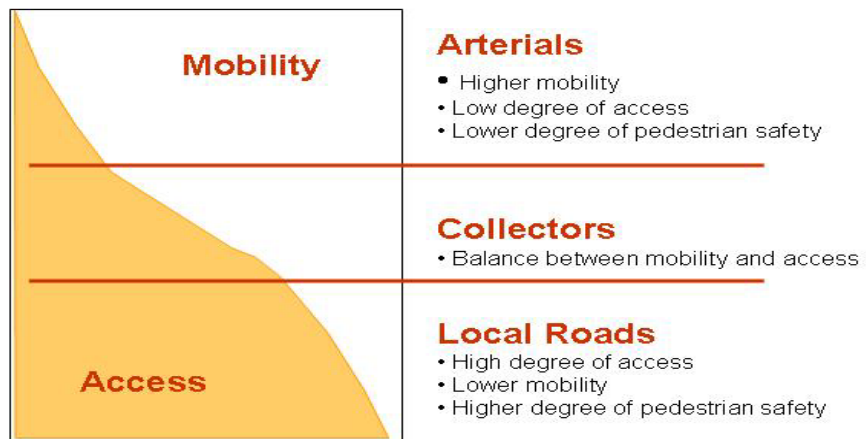 Mobility
Access
Arterials
• Higher mobility
• Low degree of access
• Lower degree of pedestrian safety
Collectors
• Balance between mobility and access
Local Roads
• High degree of access
• Lower mobility
• Higher degree of pedestrian safety